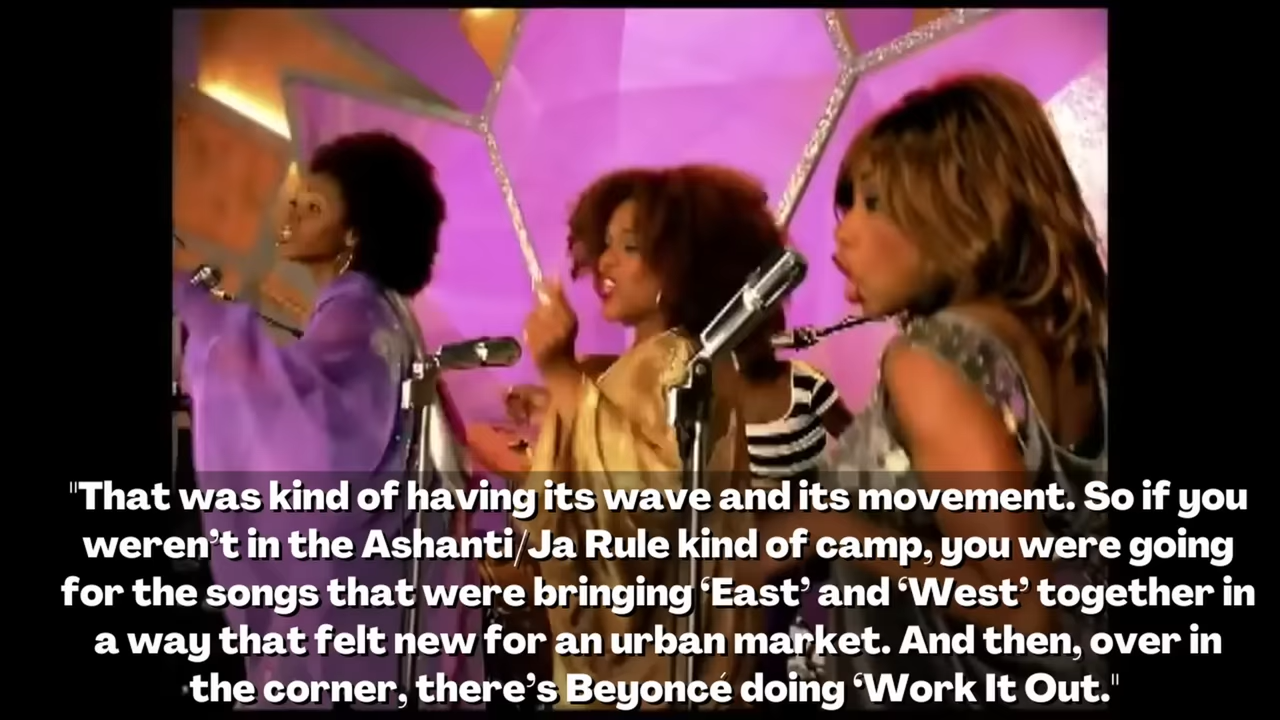 "That was kind of having its wave and its movement. So if you
weren’t in the Ashanti/Ja Rule kind of camp, you were going
for the songs that were bringing ‘East’ and ‘West’ together in
a way that felt new for an urban market. And then, over in
the corner, there’s Beyoncé doing ‘Work It Out."